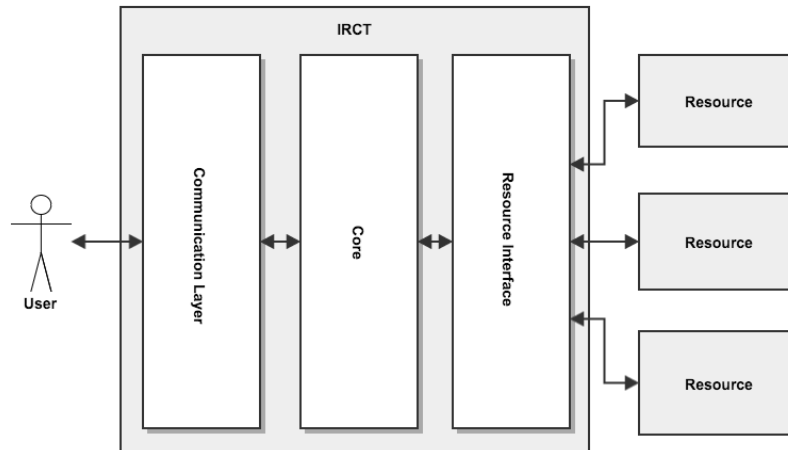 IRCT
Communication Layer
Core
Resource Interface
Resource
Resource
Resource
User